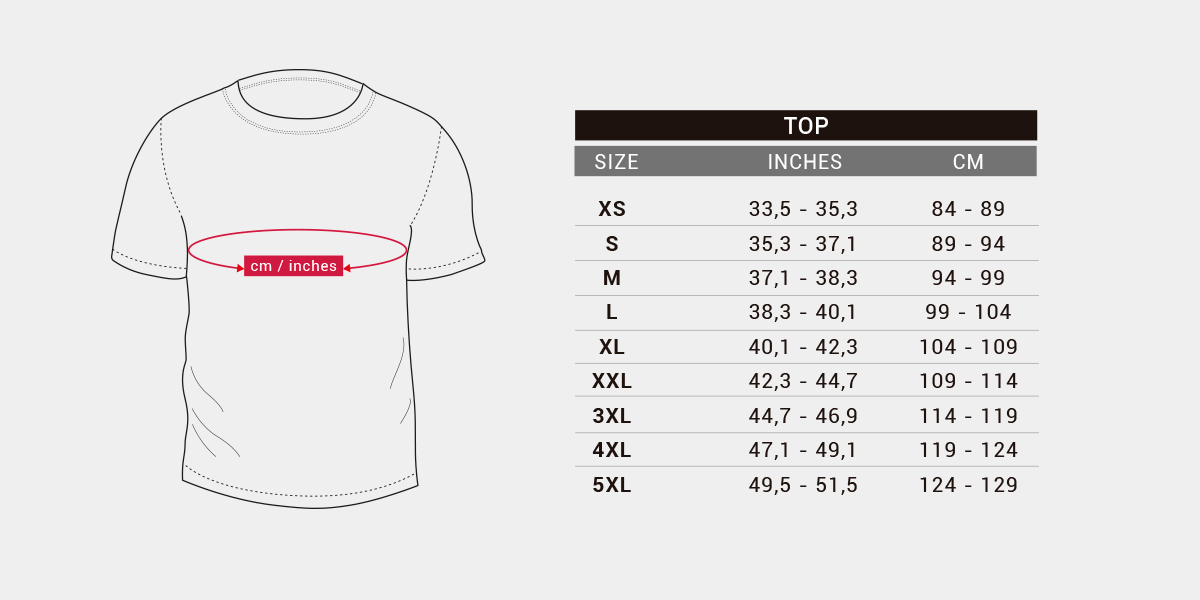 cm / inches
TOP
SIZE INCHES CM
XS 33,5 - 35,3 84 - 89
S 35,3 - 37,1 89 - 94
M 37,1 - 38,3 94 - 99
L 38,3 - 40,1 99 - 104
XL 40,1 - 42,3 104 - 109
XXL 42,3 - 44,7 109 - 114
3XL 44,7 - 46,9 114 - 119
4XL 47,1 - 49,1 119 - 124
5XL 49,5 - 51,5 124 - 129